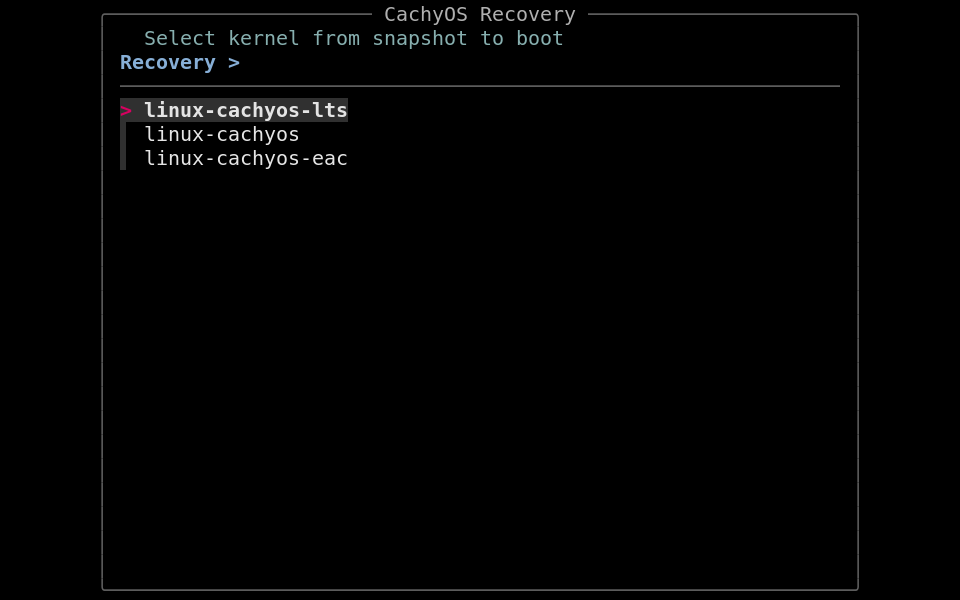 CachyOS Recovery
Select kernel from snapshot to boot
Recovery >
> linux-cachyos-lts
linux-cachyos
linux-cachyos-eac